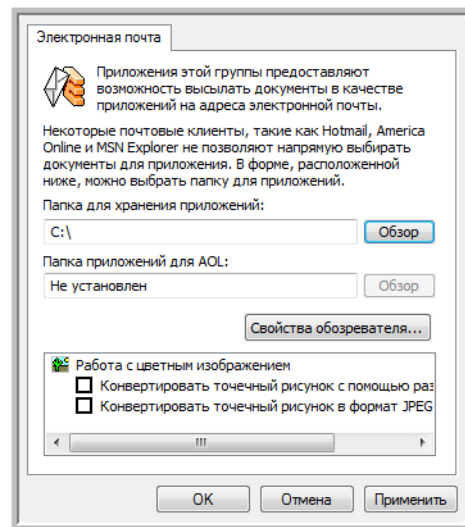 Электронная почта
Приложения этой группы предоставляют
возможность высылать документы в качестве
приложений на адреса электронной почты.
Некоторые почтовые клиенты, такие как Hotmail, America
Online и MSN Explorer не позволяют напрямую выбирать
документы для приложения. В форме, расположенной
ниже, можно выбрать папку для приложений.
Папка для хранения приложений:
C:\
Обзор
Папка приложений для AOL:
Не установлен
Обзор
Свойства обозревателя...
Работа с цветным изображением
Конвертировать точечный рисунок с помощью раз
Конвертировать точечный рисунок в формат JPEG
OK
Отмена
Применить